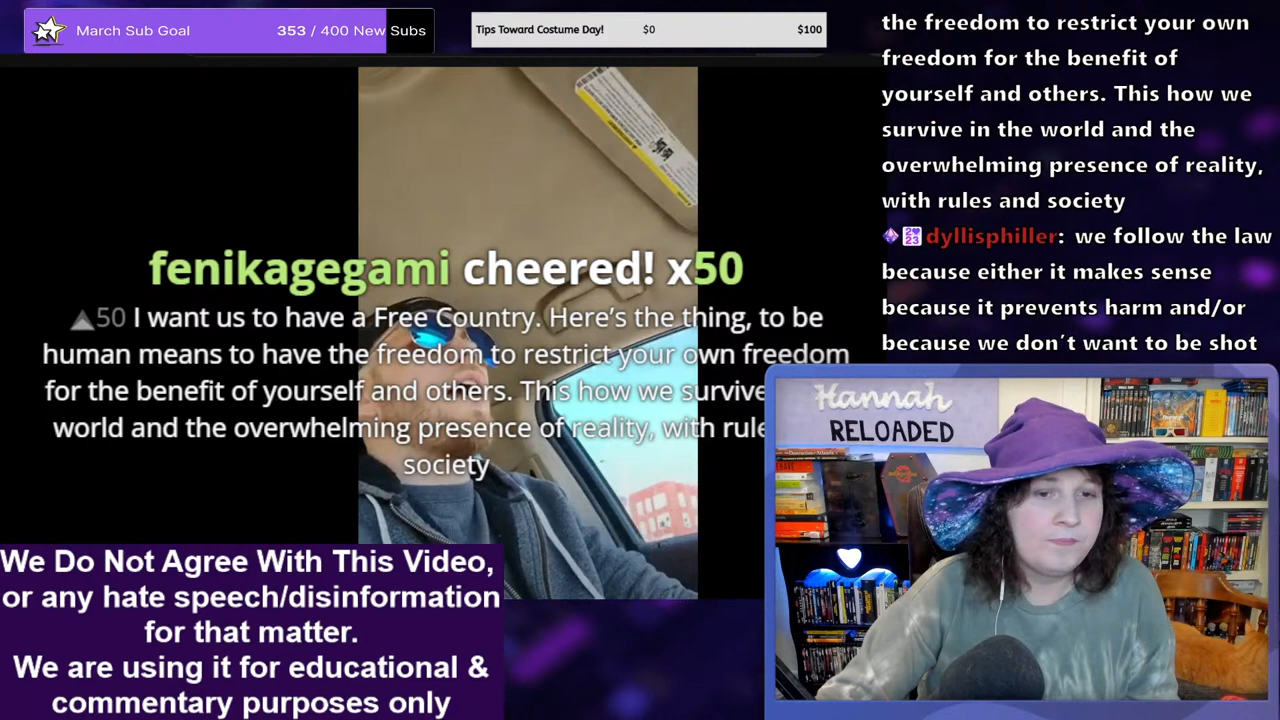 March Sub Goal 353 / 400 New Subs
Tips Toward Costume Day! $0 $100
fenikagegami cheered! x50
50 I want us to have a Free Country. Here's the thing, to be
human means to have the freedom to restrict your own freedom
for the benefit of yourself and others. This how we survive
world and the overwhelming presence of reality, with rule
society
We Do Not Agree With This Video,
or any hate speech/disinformation
for that matter.
We are using it for educational &
commentary purposes only
the freedom to restrict your own
freedom for the benefit of
yourself and others. This how we
survive in the world and the
overwhelming presence of reality,
with rules and society
dyllisphiller: we follow the law
because either it makes sense
because it prevents harm and/or
because we don't want to be shot
Hannah
RELOADED